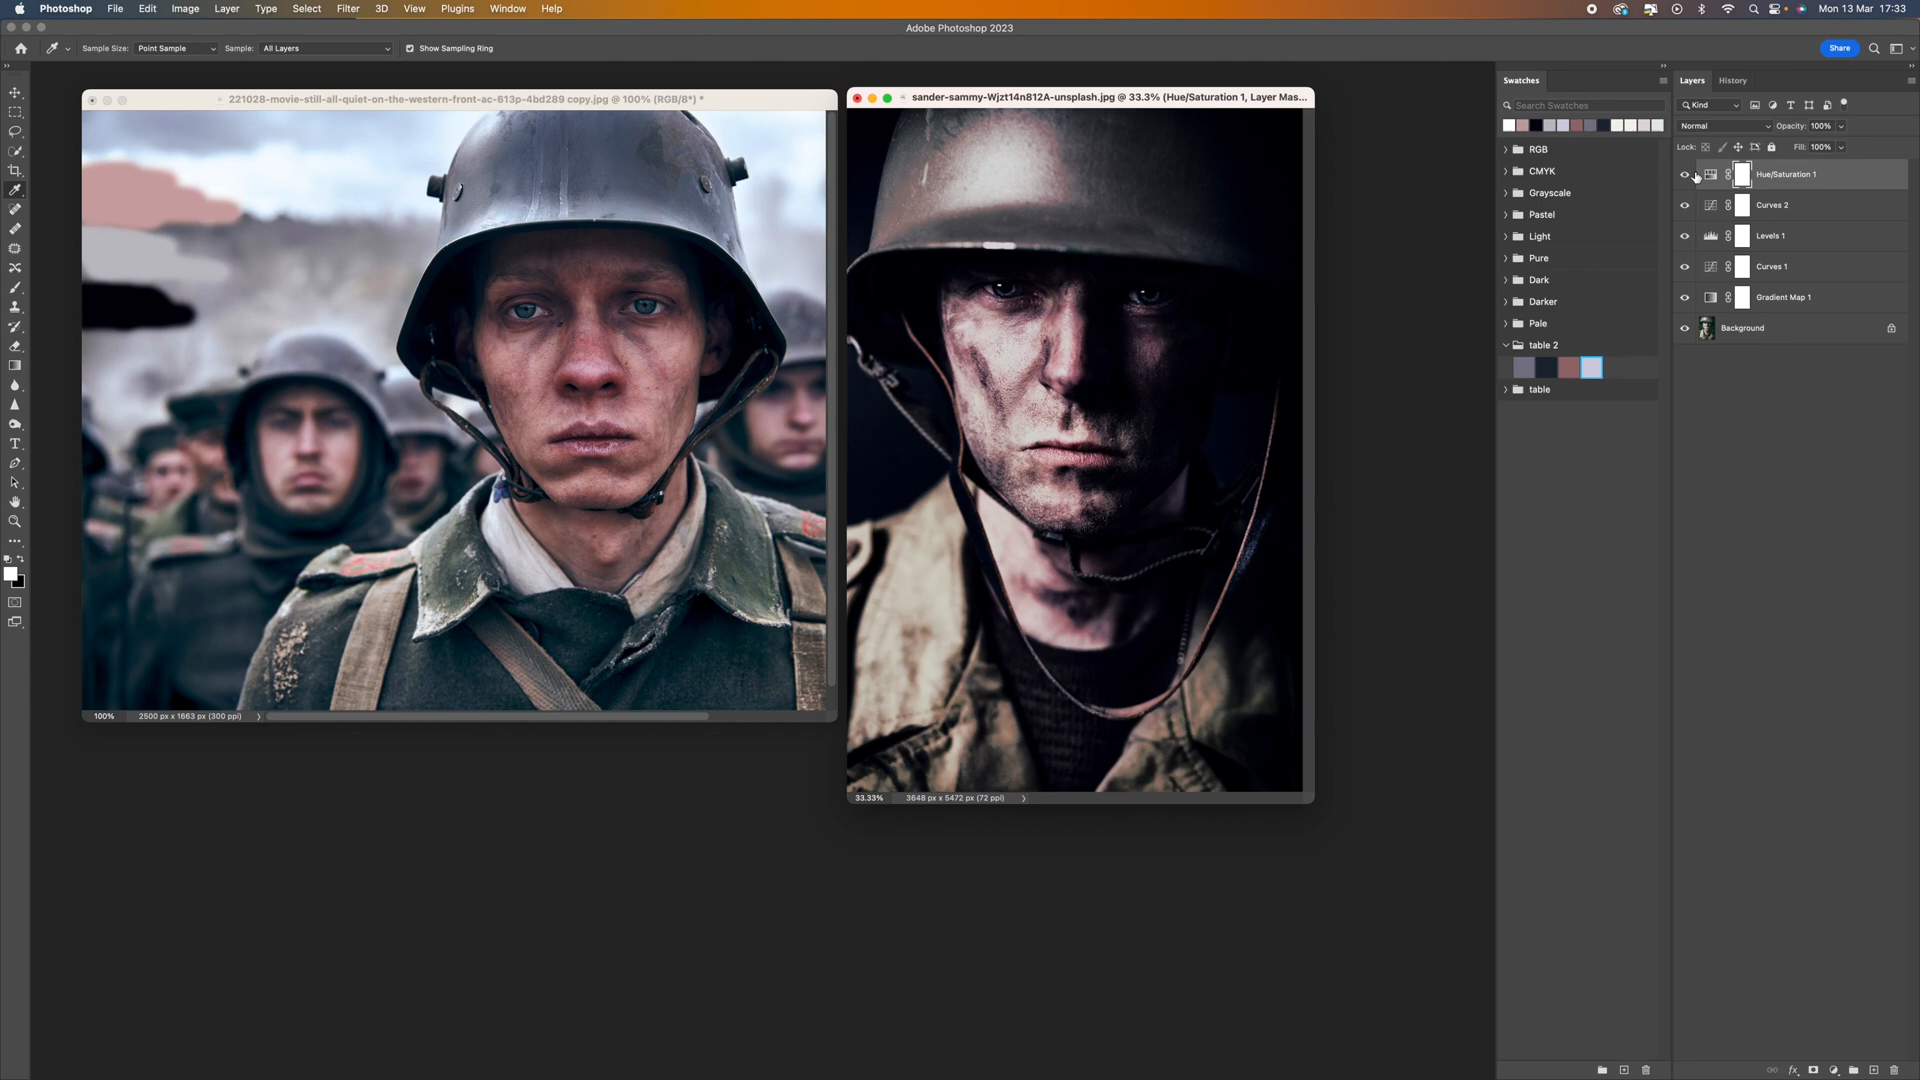 Photoshop File Edit Image Layer Type Select Filter 3D View Plugins Window Help Mon 13 Mar 17:33
Adobe Photoshop 2023
Sample Size: Point Sample Sample: All Layers Show Sampling Ring Share
221028-movie-still-all-quiet-on-the-western-front-ac-613p-4bd289 copy.jpg @ 100% (RGB/8*) *
100% 2500 px x 1663 px (300 ppi)
sander-sammy-Wjzt14n812A-unsplash.jpg @ 33.3% (Hue/Saturation 1, Layer Mas...
33.33% 3648 px x 5472 px (72 ppi)
Swatches
Search Swatches
RGB
CMYK
Grayscale
Pastel
Light
Pure
Dark
Darker
Pale
table 2
table
Layers History
Kind
Normal Opacity: 100%
Lock: Fill: 100%
Hue/Saturation 1
Curves 2
Levels 1
Curves 1
Gradient Map 1
Background
fx